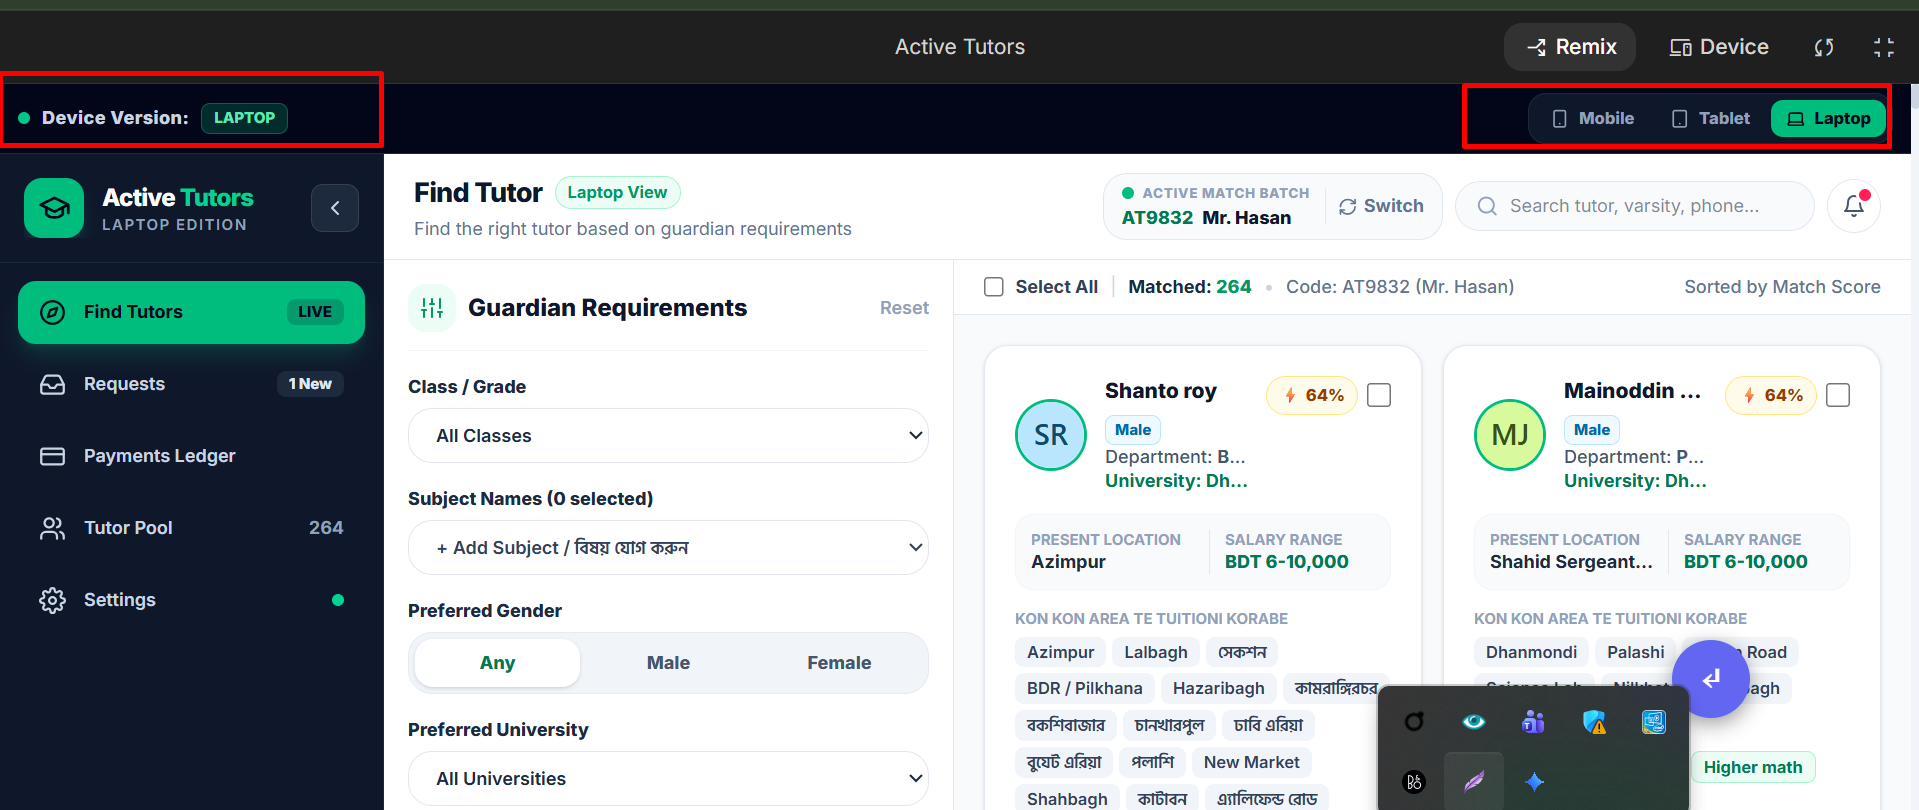 Active Tutors
Remix
Device
Device Version: LAPTOP
Mobile
Tablet
Laptop
Active Tutors
LAPTOP EDITION
Find Tutors LIVE
Requests 1 New
Payments Ledger
Tutor Pool 264
Settings
Find Tutor Laptop View
Find the right tutor based on guardian requirements
ACTIVE MATCH BATCH
AT9832 Mr. Hasan
Switch
Search tutor, varsity, phone...
Guardian Requirements
Reset
Class / Grade
All Classes
Subject Names (0 selected)
+ Add Subject / বিষয় যোগ করুন
Preferred Gender
Any Male Female
Preferred University
All Universities
Select All Matched: 264 Code: AT9832 (Mr. Hasan) Sorted by Match Score
Shanto roy
64%
SR
Male
Department: B...
University: Dh...
PRESENT LOCATION
Azimpur
SALARY RANGE
BDT 6-10,000
KON KON AREA TE TUITIONI KORABE
Azimpur Lalbagh সেকশন
BDR / Pilkhana Hazaribagh কামরাঙ্গিরচর
বকশিবাজার চানখারপুল ঢাবি এরিয়া
বুয়েট এরিয়া পলাশি New Market
Shahbagh কাটাবন এ্যালিফেন্ড রোড
Mainoddin ...
64%
MJ
Male
Department: P...
University: Dh...
PRESENT LOCATION
Shahid Sergeant...
SALARY RANGE
BDT 6-10,000
KON KON AREA TE TUITIONI KORABE
Dhanmondi Palashi Road
Higher math